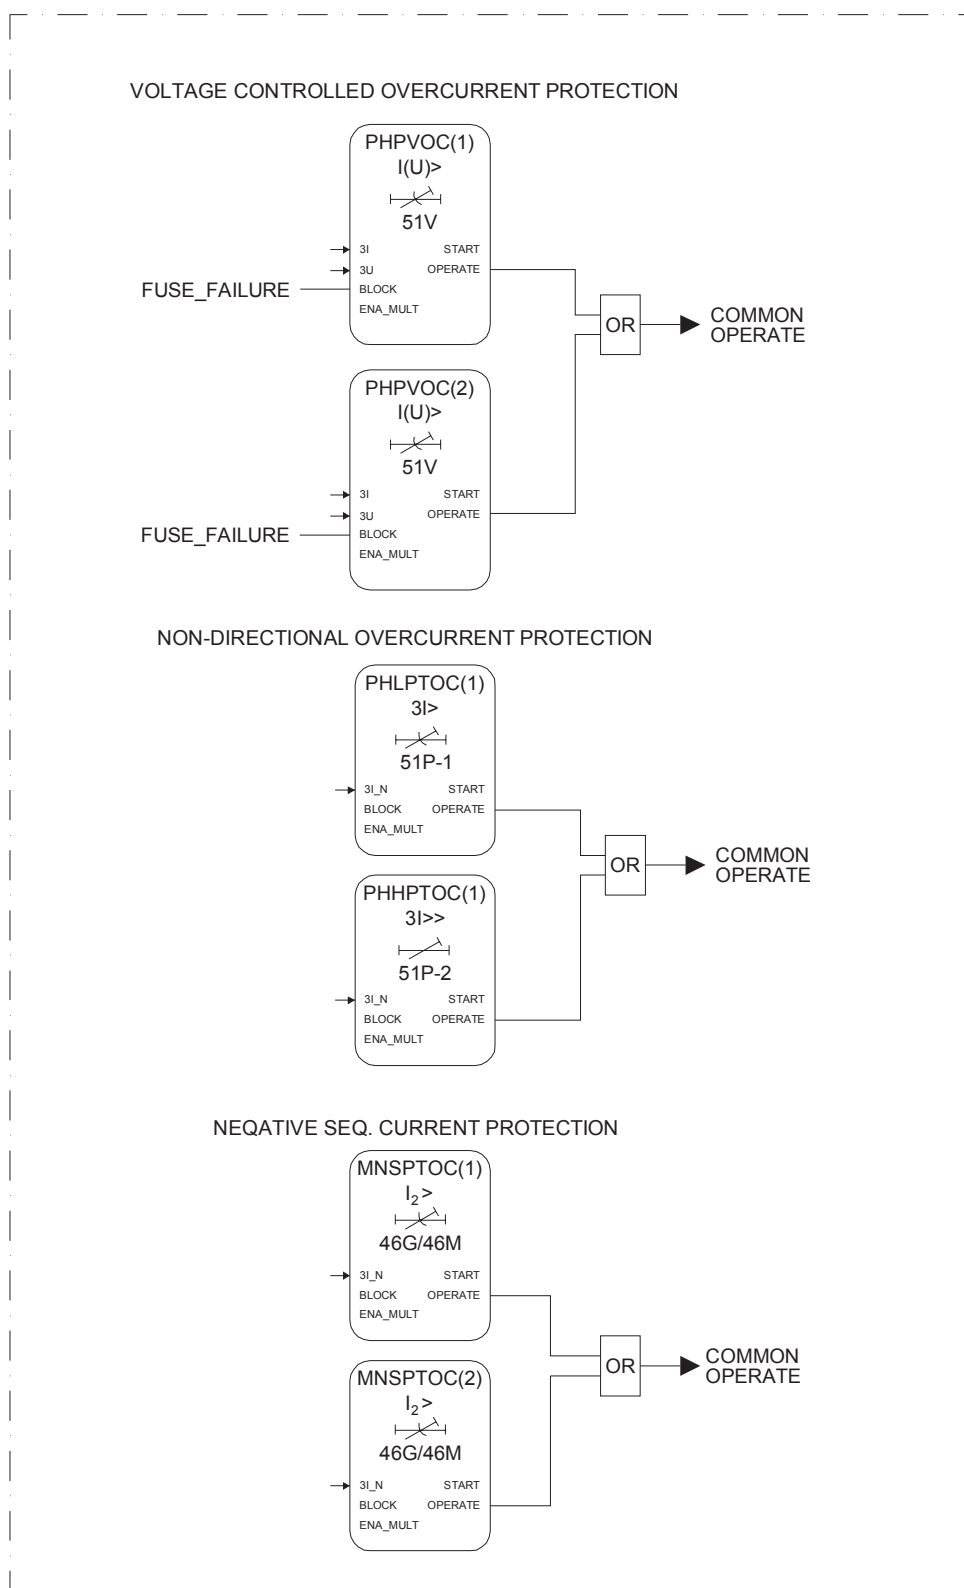 VOLTAGE CONTROLLED OVERCURRENT PROTECTION
PHPVOC(1)
I(U)>
51V
3I START
3U OPERATE
FUSE_FAILURE BLOCK
ENA_MULT
OR
COMMON
OPERATE
PHPVOC(2)
I(U)>
51V
3I START
3U OPERATE
FUSE_FAILURE BLOCK
ENA_MULT
NON-DIRECTIONAL OVERCURRENT PROTECTION
PHLPTOC(1)
3I>
51P-1
3I_N START
BLOCK OPERATE
ENA_MULT
OR
COMMON
OPERATE
PHHPTOC(1)
3I>>
51P-2
3I_N START
BLOCK OPERATE
ENA_MULT
NEQATIVE SEQ. CURRENT PROTECTION
MNSPTOC(1)
I₂>
46G/46M
3I_N START
BLOCK OPERATE
ENA_MULT
OR
COMMON
OPERATE
MNSPTOC(2)
I₂>
46G/46M
3I_N START
BLOCK OPERATE
ENA_MULT